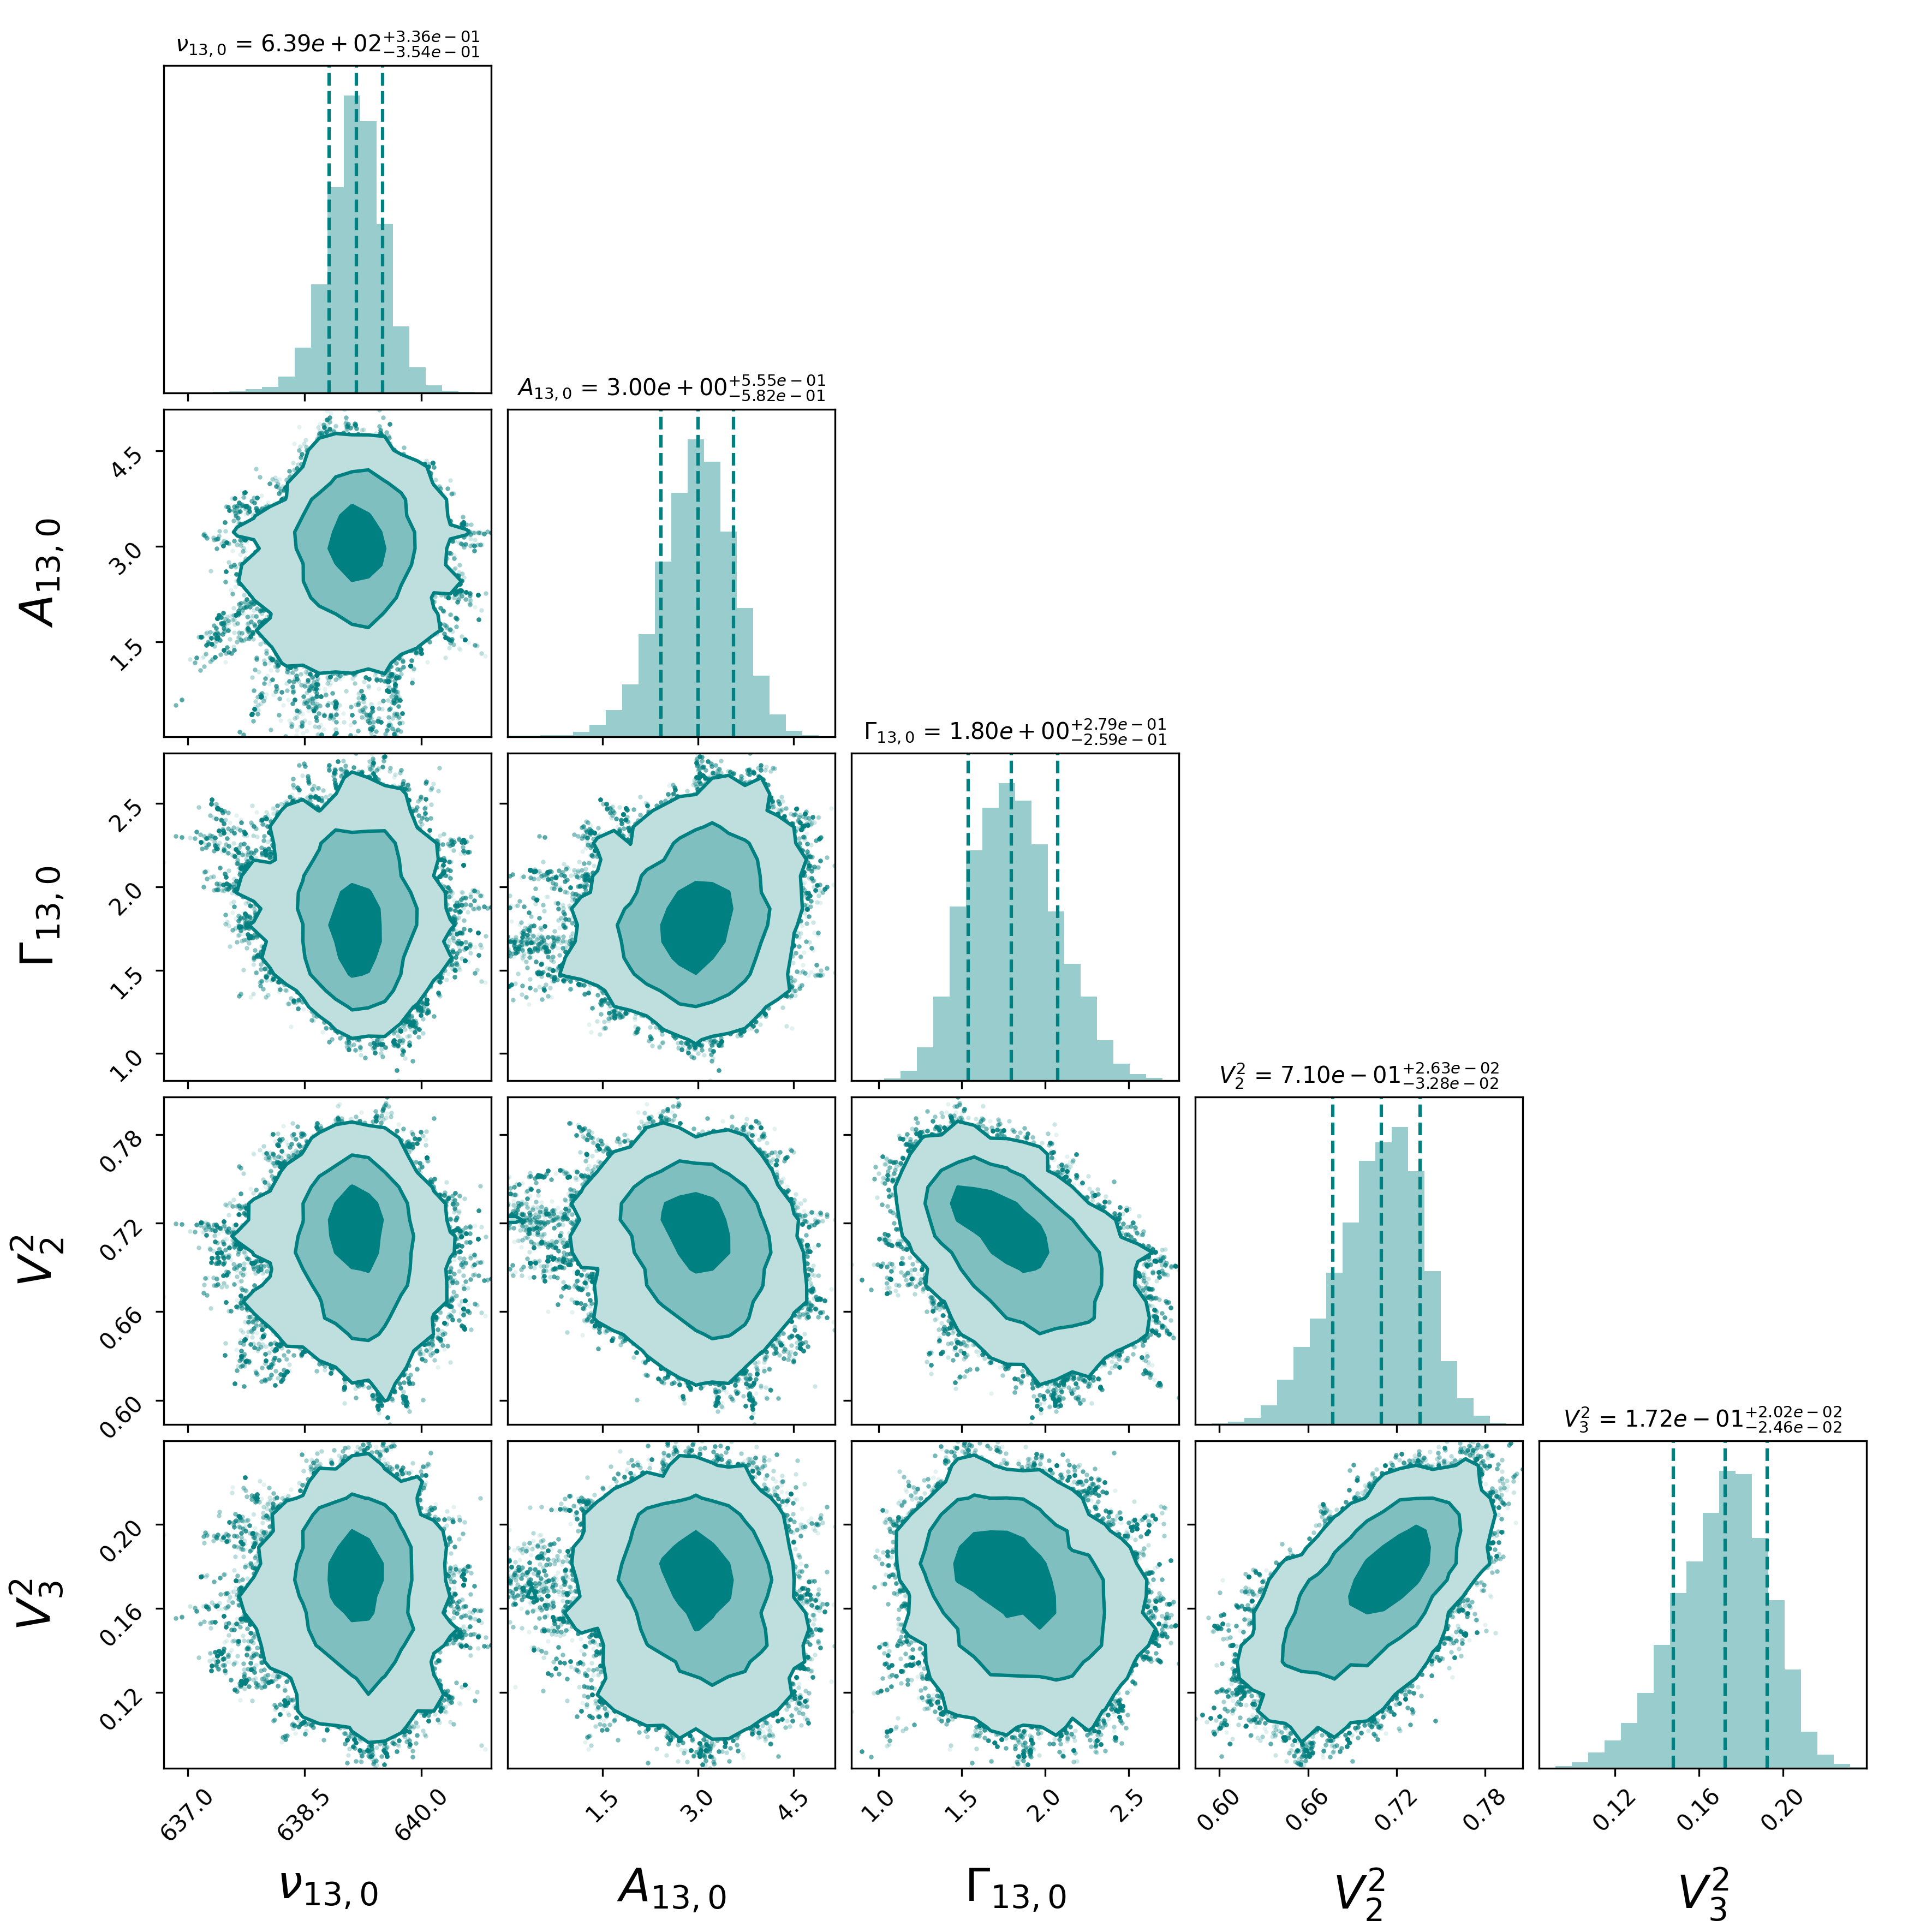 ν₁₃,₀ = 6.39e + 02 +3.36e − 01 −3.54e − 01
A₁₃,₀ = 3.00e + 00 +5.55e − 01 −5.82e − 01
4.5
3.0
1.5
A₁₃,₀
Γ₁₃,₀ = 1.80e + 00 +2.79e − 01 −2.59e − 01
2.5
2.0
1.5
1.0
Γ₁₃,₀
V₂² = 7.10e − 01 +2.63e − 02 −3.28e − 02
0.78
0.72
0.66
0.60
V₂²
V₃² = 1.72e − 01 +2.02e − 02 −2.46e − 02
0.20
0.16
0.12
V₃²
637.0 638.5 640.0 1.5 3.0 4.5 1.0 1.5 2.0 2.5 0.60 0.66 0.72 0.78 0.12 0.16 0.20
ν₁₃,₀ A₁₃,₀ Γ₁₃,₀ V₂² V₃²